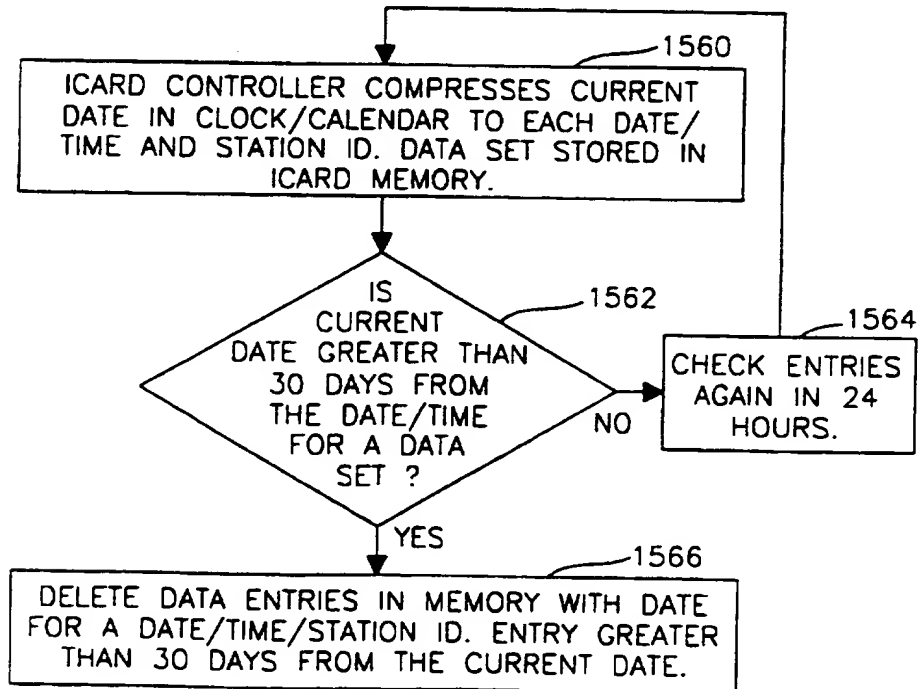 1560
ICARD CONTROLLER COMPRESSES CURRENT
DATE IN CLOCK/CALENDAR TO EACH DATE/
TIME AND STATION ID. DATA SET STORED IN
ICARD MEMORY.
1562
IS
CURRENT
DATE GREATER THAN
30 DAYS FROM
THE DATE/TIME
FOR A DATA
SET ?
NO
1564
CHECK ENTRIES
AGAIN IN 24
HOURS.
YES
1566
DELETE DATA ENTRIES IN MEMORY WITH DATE
FOR A DATE/TIME/STATION ID. ENTRY GREATER
THAN 30 DAYS FROM THE CURRENT DATE.